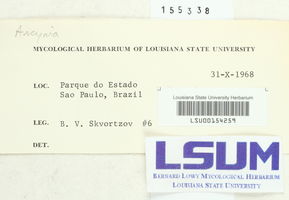 155338
Arcyria
MYCOLOGICAL HERBARIUM OF LOUISIANA STATE UNIVERSITY
31-X-1968
LOC. Parque do Estado
Sao Paulo, Brazil
Louisiana State University Herbarium
LSU00154259
LEG. B. V. Skvortzov #6
DET.
LSUM
BERNARD LOWY MYCOLOGICAL HERBARIUM
LOUISIANA STATE UNIVERSITY